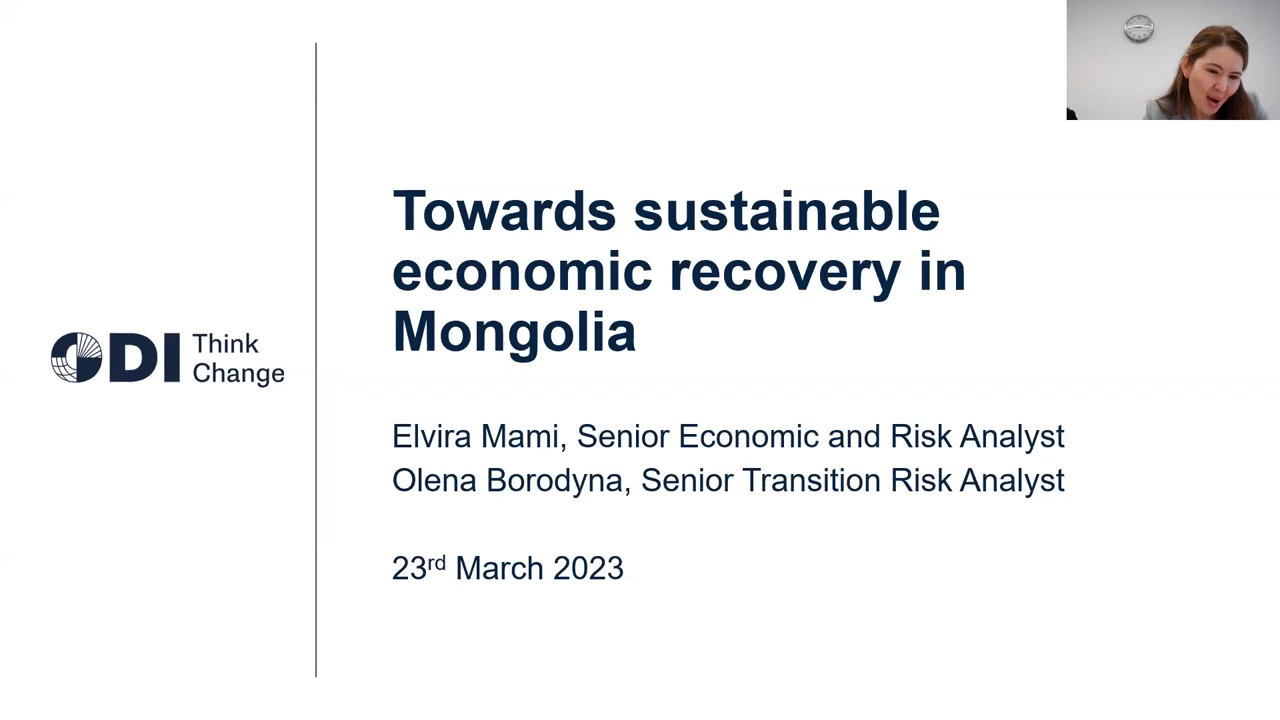 Towards sustainable
economic recovery in
Mongolia
ODI Think
Change
Elvira Mami, Senior Economic and Risk Analyst
Olena Borodyna, Senior Transition Risk Analyst
23rd March 2023